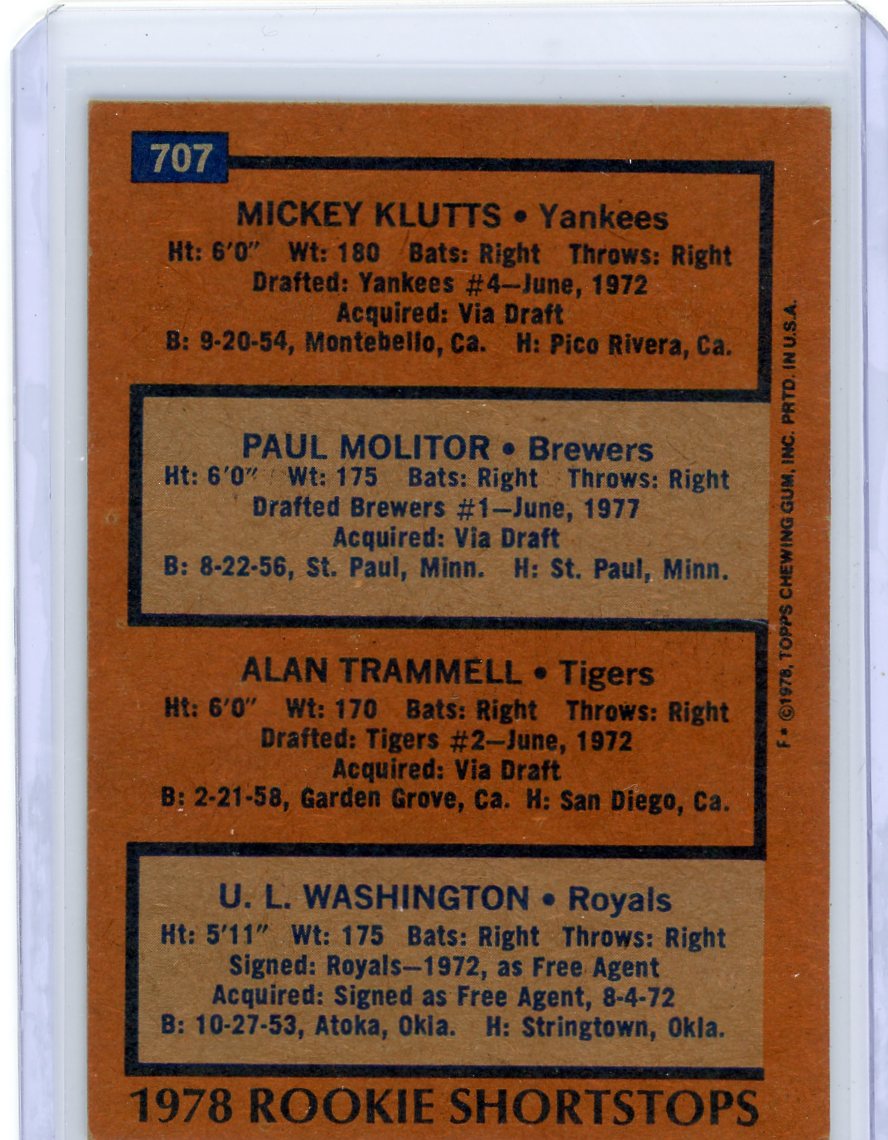 707
MICKEY KLUTTS • Yankees
Ht: 6'0" Wt: 180 Bats: Right Throws: Right
Drafted: Yankees #4—June, 1972
Acquired: Via Draft
B: 9-20-54, Montebello, Ca. H: Pico Rivera, Ca.
PAUL MOLITOR • Brewers
Ht: 6'0" Wt: 175 Bats: Right Throws: Right
Drafted Brewers #1—June, 1977
Acquired: Via Draft
B: 8-22-56, St. Paul, Minn. H: St. Paul, Minn.
ALAN TRAMMELL • Tigers
Ht: 6'0" Wt: 170 Bats: Right Throws: Right
Drafted: Tigers #2—June, 1972
Acquired: Via Draft
B: 2-21-58, Garden Grove, Ca. H: San Diego, Ca.
U. L. WASHINGTON • Royals
Ht: 5'11" Wt: 175 Bats: Right Throws: Right
Signed: Royals—1972, as Free Agent
Acquired: Signed as Free Agent, 8-4-72
B: 10-27-53, Atoka, Okla. H: Stringtown, Okla.
1978 ROOKIE SHORTSTOPS
F* ©1978, TOPPS CHEWING GUM, INC. PRTD. IN U.S.A.